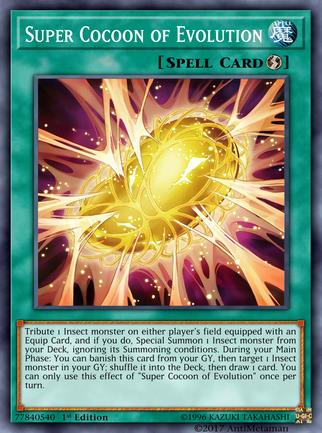 Super Cocoon of Evolution
[Spell Card]
Tribute 1 Insect monster on either player's field equipped with an
Equip Card, and if you do, Special Summon 1 Insect monster from
your Deck, ignoring its Summoning conditions. During your Main
Phase: You can banish this card from your GY, then target 1 Insect
monster in your GY; shuffle it into the Deck, then draw 1 card. You
can only use this effect of "Super Cocoon of Evolution" once per
turn.
77840540 1st Edition ©1996 KAZUKI TAKAHASHI
©2017 AntiMetaman